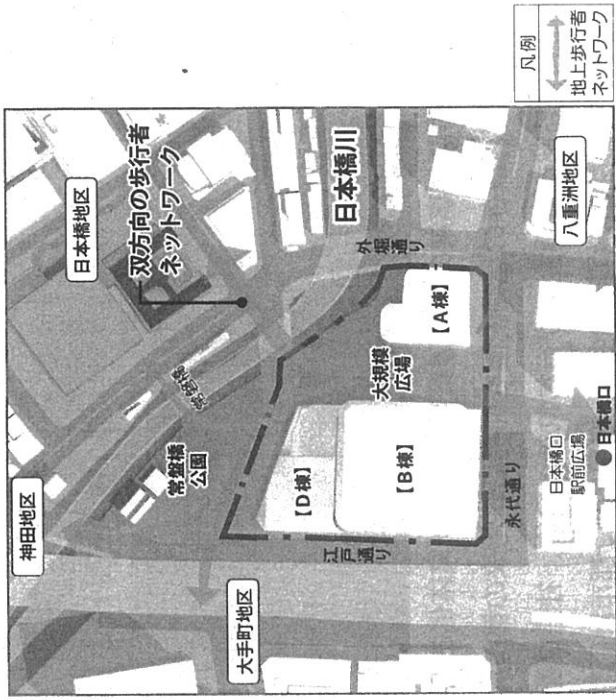 凡例
地上歩行者
ネットワーク
神田地区
日本橋地区
双方向の歩行者
ネットワーク
常盤橋
常盤橋
公園
日本橋川
大手町地区
江戸通り
【D棟】
【B棟】
大規模
広場
【A棟】
外堀通り
永代通り
日本橋口
駅前広場
日本橋口
八重洲地区